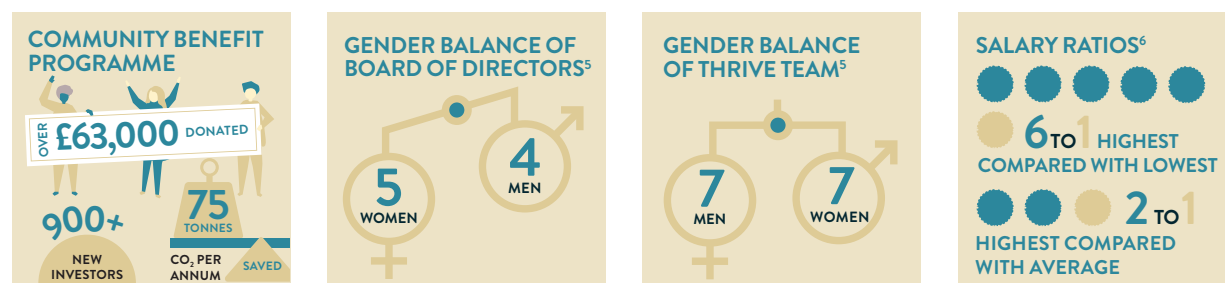 COMMUNITY BENEFIT
PROGRAMME
OVER £63,000 DONATED
900+
NEW
INVESTORS
75
TONNES
CO₂ PER
ANNUM
SAVED
GENDER BALANCE OF
BOARD OF DIRECTORS⁵
5
WOMEN
4
MEN
GENDER BALANCE
OF THRIVE TEAM⁵
7
MEN
7
WOMEN
SALARY RATIOS⁶
6 TO 1 HIGHEST
COMPARED WITH LOWEST
2 TO 1
HIGHEST COMPARED
WITH AVERAGE